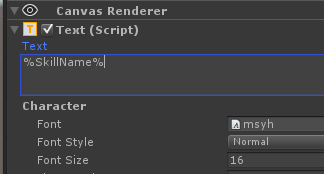 Canvas Renderer
Text (Script)
Text
%SkillName%
Character
Font msyh
Font Style Normal
Font Size 16